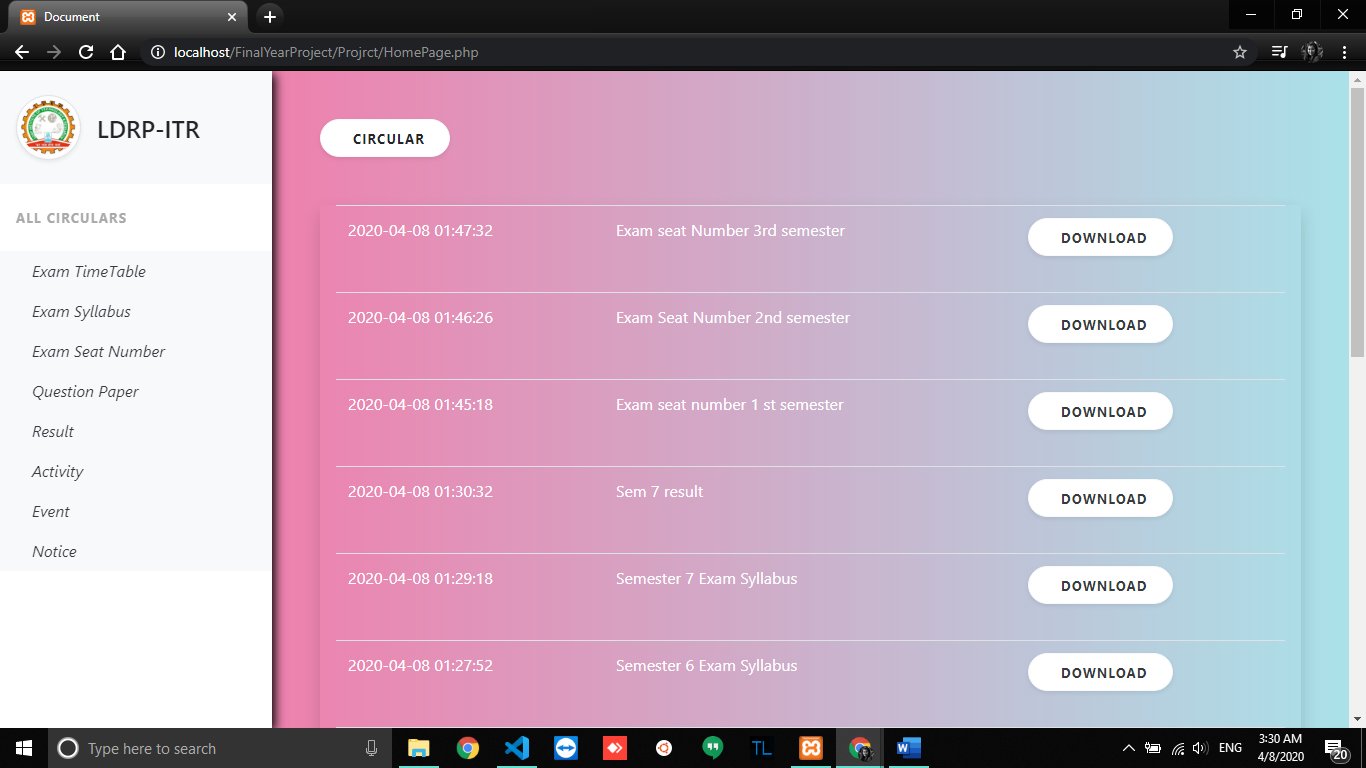 Document
localhost/FinalYearProject/Projrct/HomePage.php
LDRP-ITR
ALL CIRCULARS
Exam TimeTable
Exam Syllabus
Exam Seat Number
Question Paper
Result
Activity
Event
Notice
CIRCULAR
2020-04-08 01:47:32 Exam seat Number 3rd semester DOWNLOAD
2020-04-08 01:46:26 Exam Seat Number 2nd semester DOWNLOAD
2020-04-08 01:45:18 Exam seat number 1 st semester DOWNLOAD
2020-04-08 01:30:32 Sem 7 result DOWNLOAD
2020-04-08 01:29:18 Semester 7 Exam Syllabus DOWNLOAD
2020-04-08 01:27:52 Semester 6 Exam Syllabus DOWNLOAD
Type here to search
TL
W
ENG
3:30 AM
4/8/2020
20